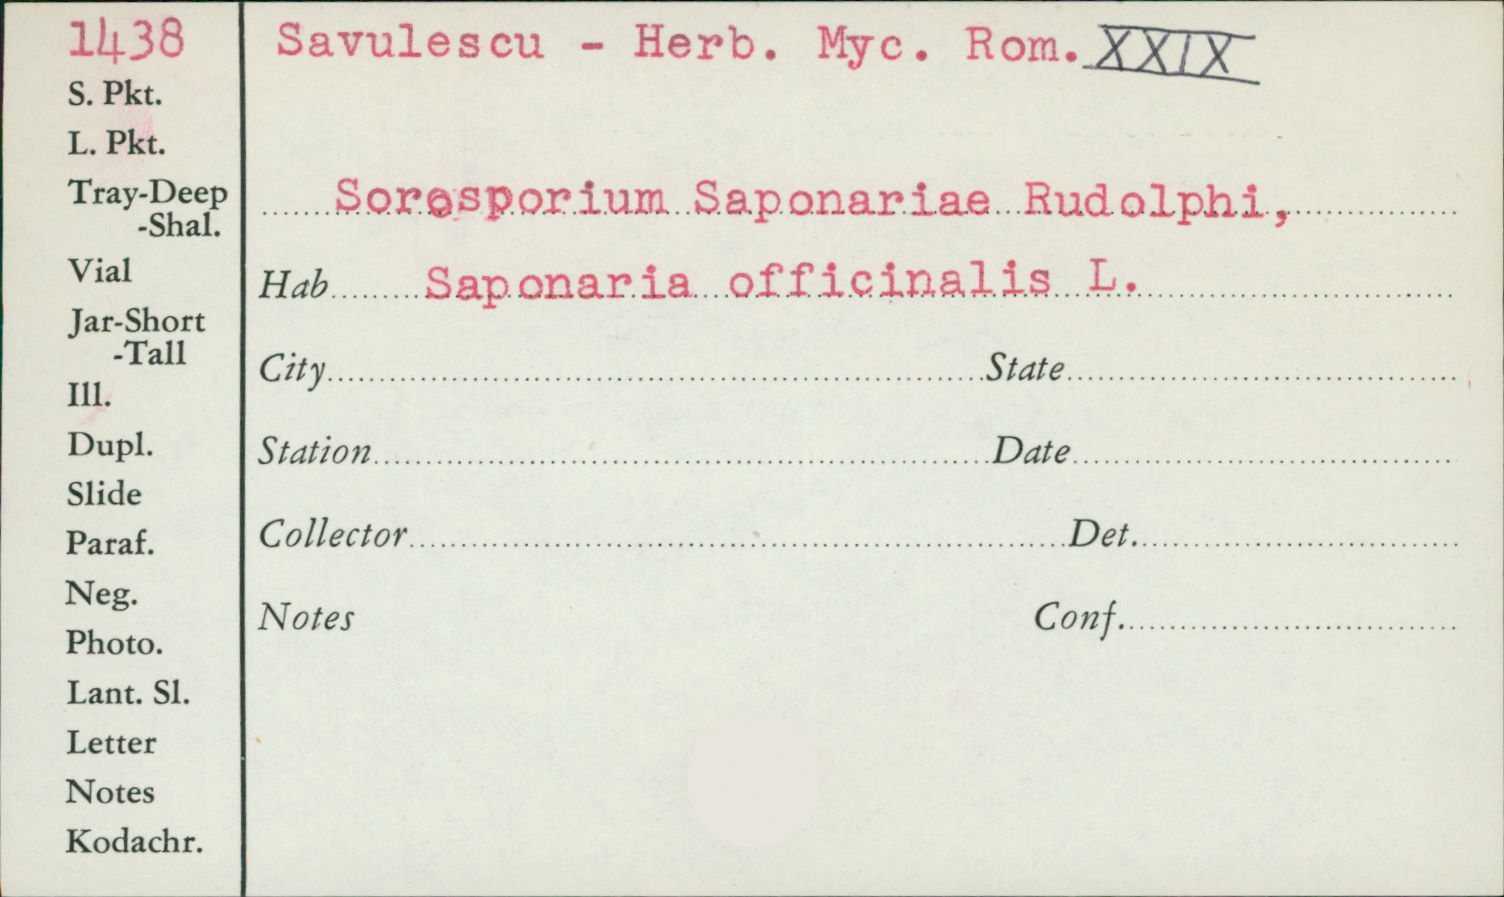 1438
Savulescu - Herb. Myc. Rom. XXIX
S. Pkt.
L. Pkt.
Tray-Deep
-Shal.
Sorosporium Saponariae Rudolphi,
Vial
Hab Saponaria officinalis L.
Jar-Short
-Tall
City State
Ill.
Dupl.
Station Date
Slide
Paraf.
Collector Det.
Neg.
Notes Conf.
Photo.
Lant. Sl.
Letter
Notes
Kodachr.